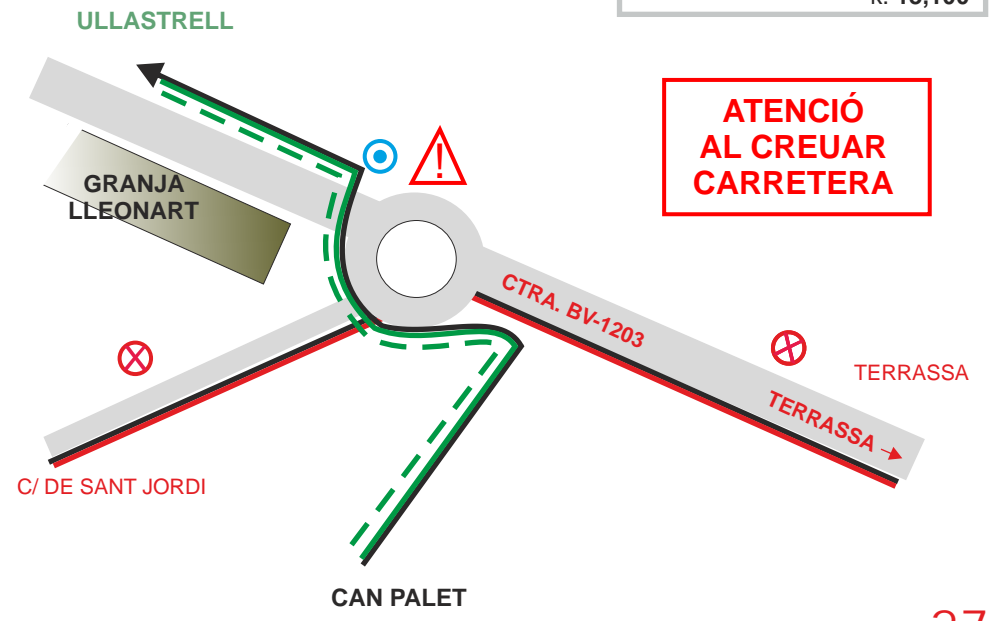 ULLASTRELL
ATENCIÓ
AL CREUAR
CARRETERA
GRANJA
LLEONART
CTRA. BV-1203
TERRASSA
TERRASSA
C/ DE SANT JORDI
CAN PALET